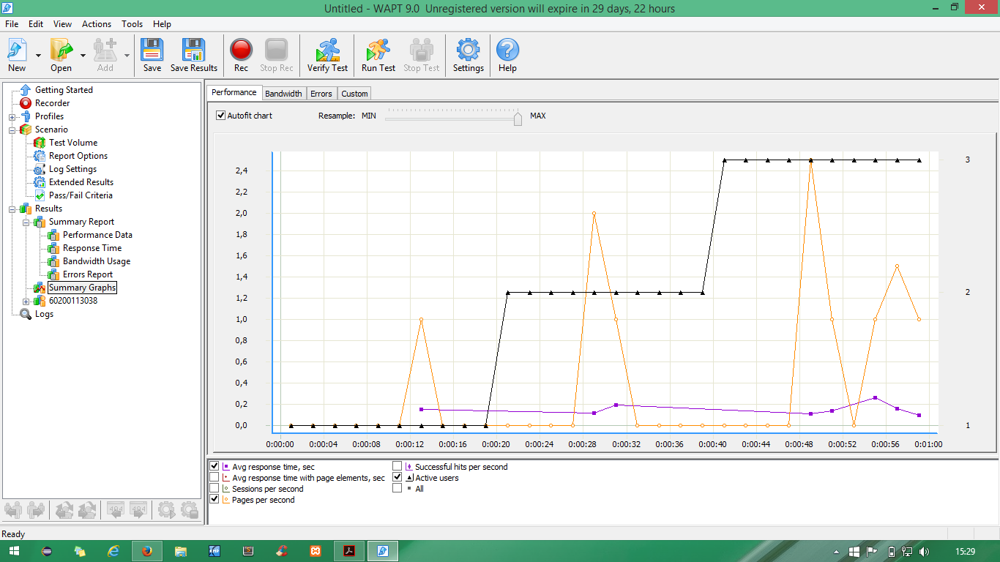 Untitled - WAPT 9.0  Unregistered version will expire in 29 days, 22 hours
File Edit View Actions Tools Help
New Open Add Save Save Results Rec Stop Rec Verify Test Run Test Stop Test Settings Help
Getting Started
Recorder
Profiles
Scenario
Test Volume
Report Options
Log Settings
Extended Results
Pass/Fail Criteria
Results
Summary Report
Performance Data
Response Time
Bandwidth Usage
Errors Report
Summary Graphs
60200113038
Logs
Performance Bandwidth Errors Custom
Autofit chart Resample: MIN MAX
2,4 3
2,2
2,0
1,8
1,6
1,4
1,2 2
1,0
0,8
0,6
0,4
0,2
0,0 1
0:00:00 0:00:04 0:00:08 0:00:12 0:00:16 0:00:20 0:00:24 0:00:28 0:00:32 0:00:36 0:00:40 0:00:44 0:00:48 0:00:52 0:00:56 0:01:00
Avg response time, sec Successful hits per second
Avg response time with page elements, sec Active users
Sessions per second All
Pages per second
404 404
Ready
XMP
15:29